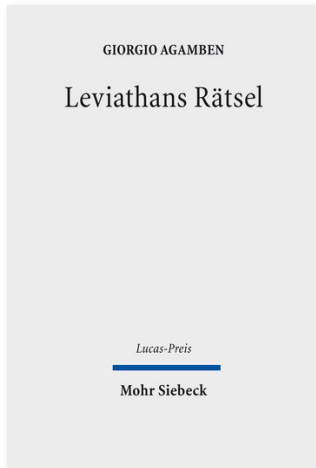 GIORGIO AGAMBEN
Leviathans Rätsel
Lucas-Preis
Mohr Siebeck